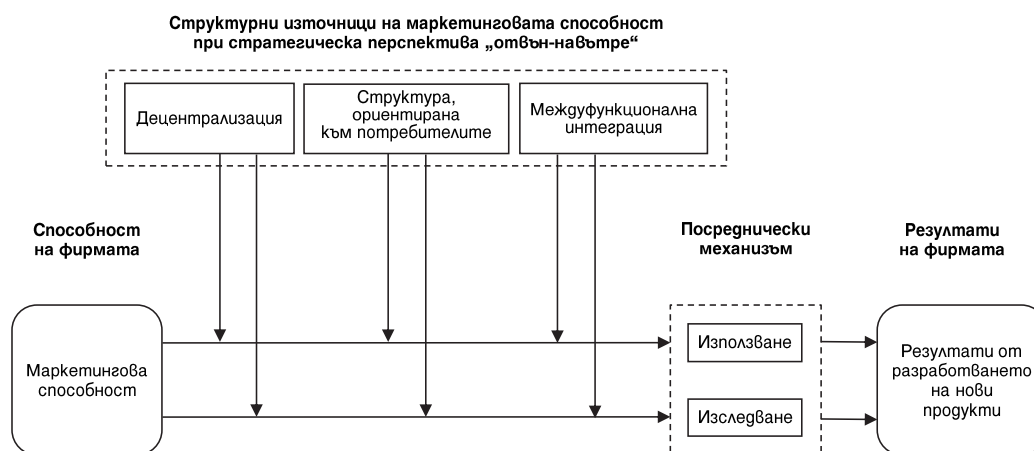 Структурни източници на маркетинговата способност
при стратегическа перспектива „отвън-навътре“
Децентрализация
Структура,
ориентирана
към потребителите
Междуфункционална
интеграция
Способност
на фирмата
Посреднически
механизъм
Резултати
на фирмата
Маркетингова
способност
Използване
Изследване
Резултати от
разработването
на нови
продукти